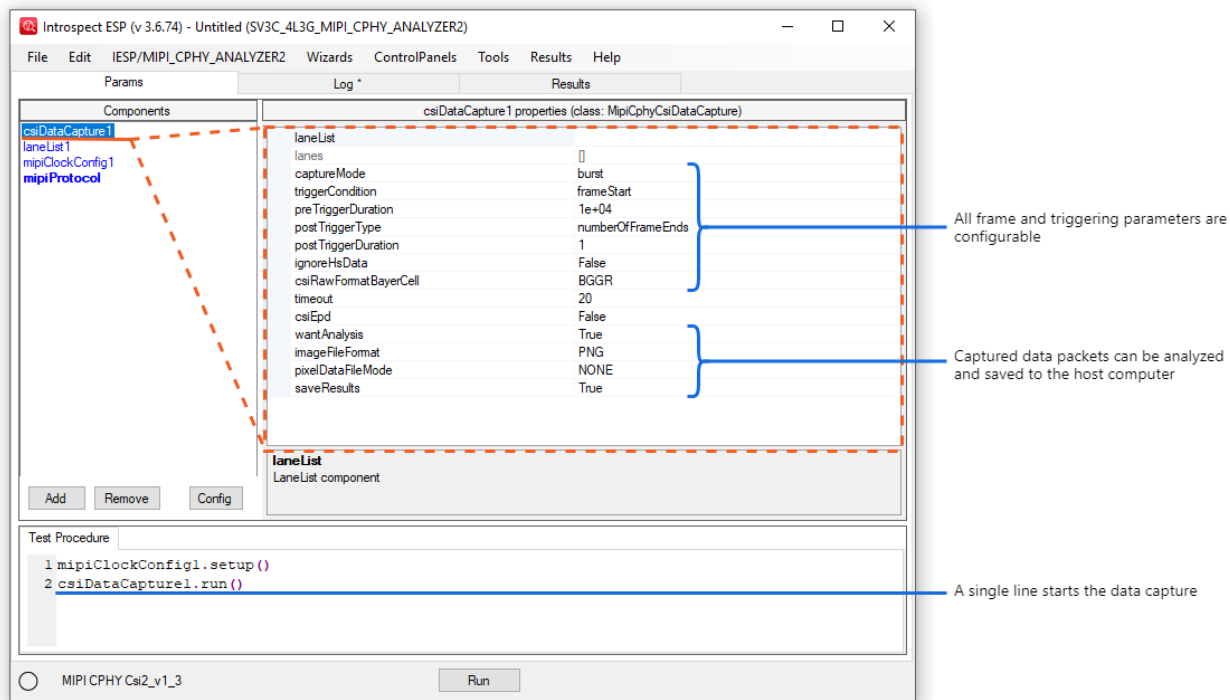 Introspect ESP (v 3.6.74) - Untitled (SV3C_4L3G_MIPI_CPHY_ANALYZER2)
File Edit IESP/MIPI_CPHY_ANALYZER2 Wizards ControlPanels Tools Results Help
Params Log * Results
Components
csiDataCapture1
laneList1
mipiClockConfig1
mipiProtocol
Add Remove Config
csiDataCapture1 properties (class: MipiCphyCsiDataCapture)
laneList
lanes []
captureMode burst
triggerCondition frameStart
preTriggerDuration 1e+04
postTriggerType numberOfFrameEnds
postTriggerDuration 1
ignoreHsData False
csiRawFormatBayerCell BGGR
timeout 20
csiEpd False
wantAnalysis True
imageFileFormat PNG
pixelDataFileMode NONE
saveResults True
laneList
LaneList component
All frame and triggering parameters are
configurable
Captured data packets can be analyzed
and saved to the host computer
Test Procedure
1 mipiClockConfig1.setup()
2 csiDataCapture1.run()
A single line starts the data capture
MIPI CPHY Csi2_v1_3 Run